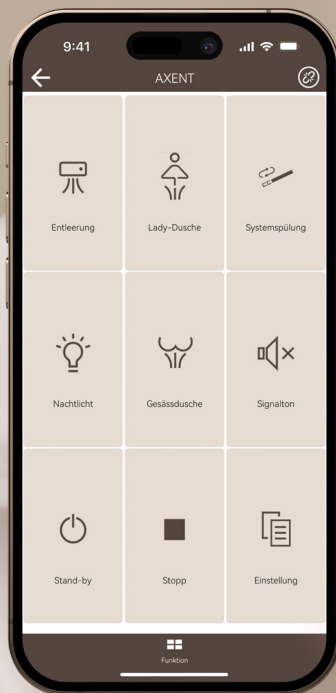 9:41
AXENT
Entleerung
Lady-Dusche
Systemspülung
Nachtlicht
Gesässdusche
Signalton
Stand-by
Stopp
Einstellung
Funktion